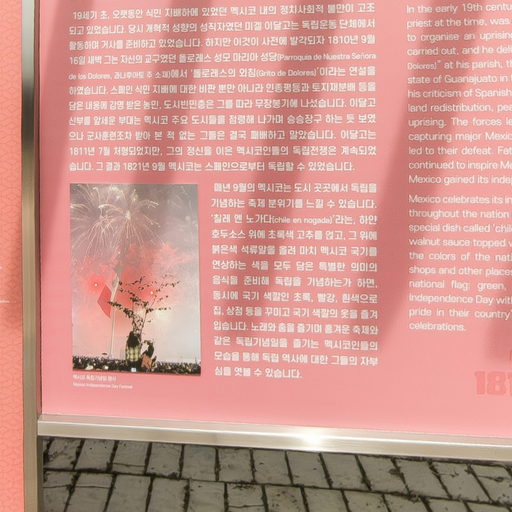 19세기 초, 오랫동안 식민 지배하에 있었던 멕시코 내의 정치사회적 불만이 고조
되고 있었습니다. 당시 개혁적 성향의 성직자였던 미겔 이달고는 독립운동 단체에서
활동하며 거사를 준비하고 있었습니다. 하지만 이것이 사전에 발각되자 1810년 9월
16일 새벽 그는 자신의 교구였던 돌로레스 성모 마리아 성당(Parroquia de Nuestra Señora
de los Dolores, 과나후아토 주 소재)에서 '돌로레스의 외침(Grito de Dolores)'이라는 연설을
하였습니다. 스페인 식민 지배에 대한 비판 뿐만 아니라 인종평등과 토지재분배 등을
담은 내용에 감명 받은 농민, 도시빈민층은 그를 따라 무장봉기에 나섰습니다. 이달고
신부를 앞세운 부대는 멕시코 주요 도시들을 점령해 나가며 승승장구 하는 듯 보였
으나 군사훈련조차 받아 본 적 없는 그들은 결국 패배하고 말았습니다. 이달고는
1811년 7월 처형되었지만, 그의 정신을 이은 멕시코인들의 독립전쟁은 계속되었
습니다. 그 결과 1821년 9월 멕시코는 스페인으로부터 독립할 수 있었습니다.
매년 9월의 멕시코는 도시 곳곳에서 독립을
기념하는 축제 분위기를 느낄 수 있습니다.
'칠레 엔 노가다(chile en nogada)'라는, 하얀
호두소스 위에 초록색 고추를 얹고, 그 위에
붉은색 석류알을 올려 마치 멕시코 국기를
연상하는 색을 모두 담은 특별한 의미의
음식을 준비해 독립을 기념하는가 하면,
동시에 국기 색깔인 초록, 빨강, 흰색으로
집, 상점 등을 꾸미고 국기 색깔의 옷을 즐겨
입습니다. 노래와 춤을 즐기며 흥겨운 축제와
같은 독립기념일을 즐기는 멕시코인들의
모습을 통해 독립 역사에 대한 그들의 자부
심을 엿볼 수 있습니다.
멕시코 독립기념일 행사
Mexico Independence Day Festival
In the early 19th centu
priest at the time, was
to organise an uprising
carried out, and he deli
Dolores)" at his parish, th
state of Guanajuato in
his criticism of Spanish
land redistribution, pea
uprising. The forces le
capturing major Mexic
led to their defeat. Fat
continued to inspire Me
Mexico gained its inde
Mexico celebrates its in
throughout the nation
special dish called 'chil
walnut sauce topped w
the colors of the nati
shops and other places
national flag: green,
Independence Day with
pride in their country'
celebrations.
181